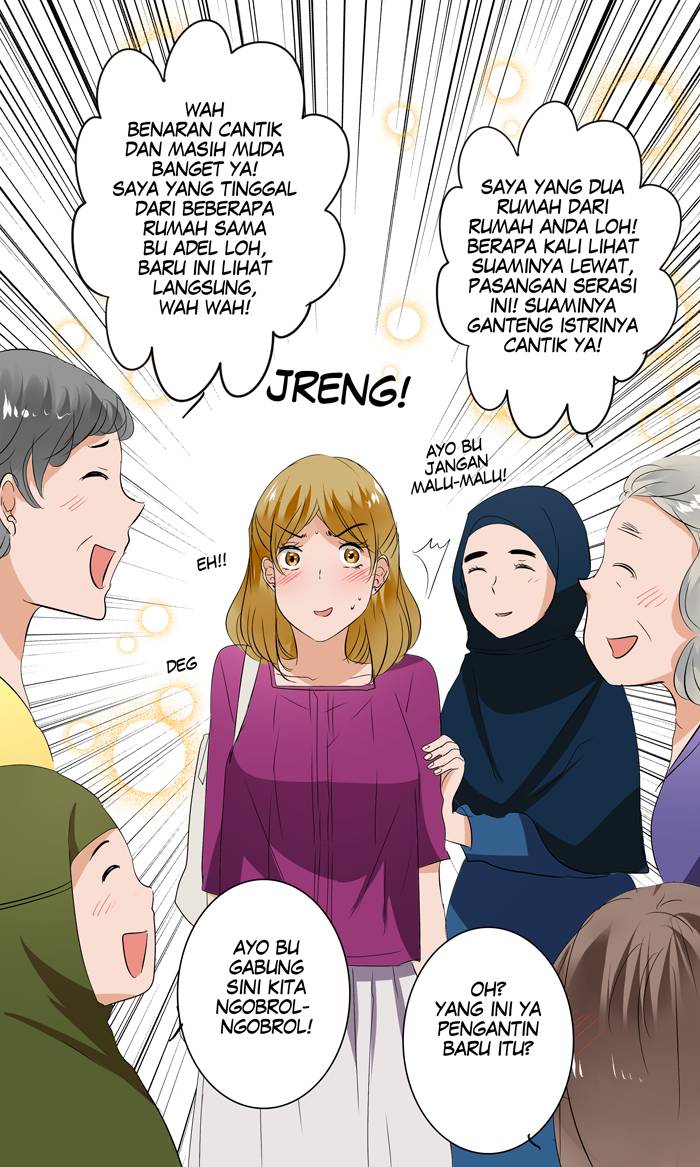 WAH
BENARAN CANTIK
DAN MASIH MUDA
BANGET YA!
SAYA YANG TINGGAL
DARI BEBERAPA
RUMAH SAMA
BU ADEL LOH,
BARU INI LIHAT
LANGSUNG,
WAH WAH!
SAYA YANG DUA
RUMAH DARI
RUMAH ANDA LOH!
BERAPA KALI LIHAT
SUAMINYA LEWAT,
PASANGAN SERASI
INI! SUAMINYA
GANTENG ISTRINYA
CANTIK YA!
JRENG!
AYO BU
JANGAN
MALU-MALU!
EH!!
DEG
AYO BU
GABUNG
SINI KITA
NGOBROL-
NGOBROL!
OH?
YANG INI YA
PENGANTIN
BARU ITU?